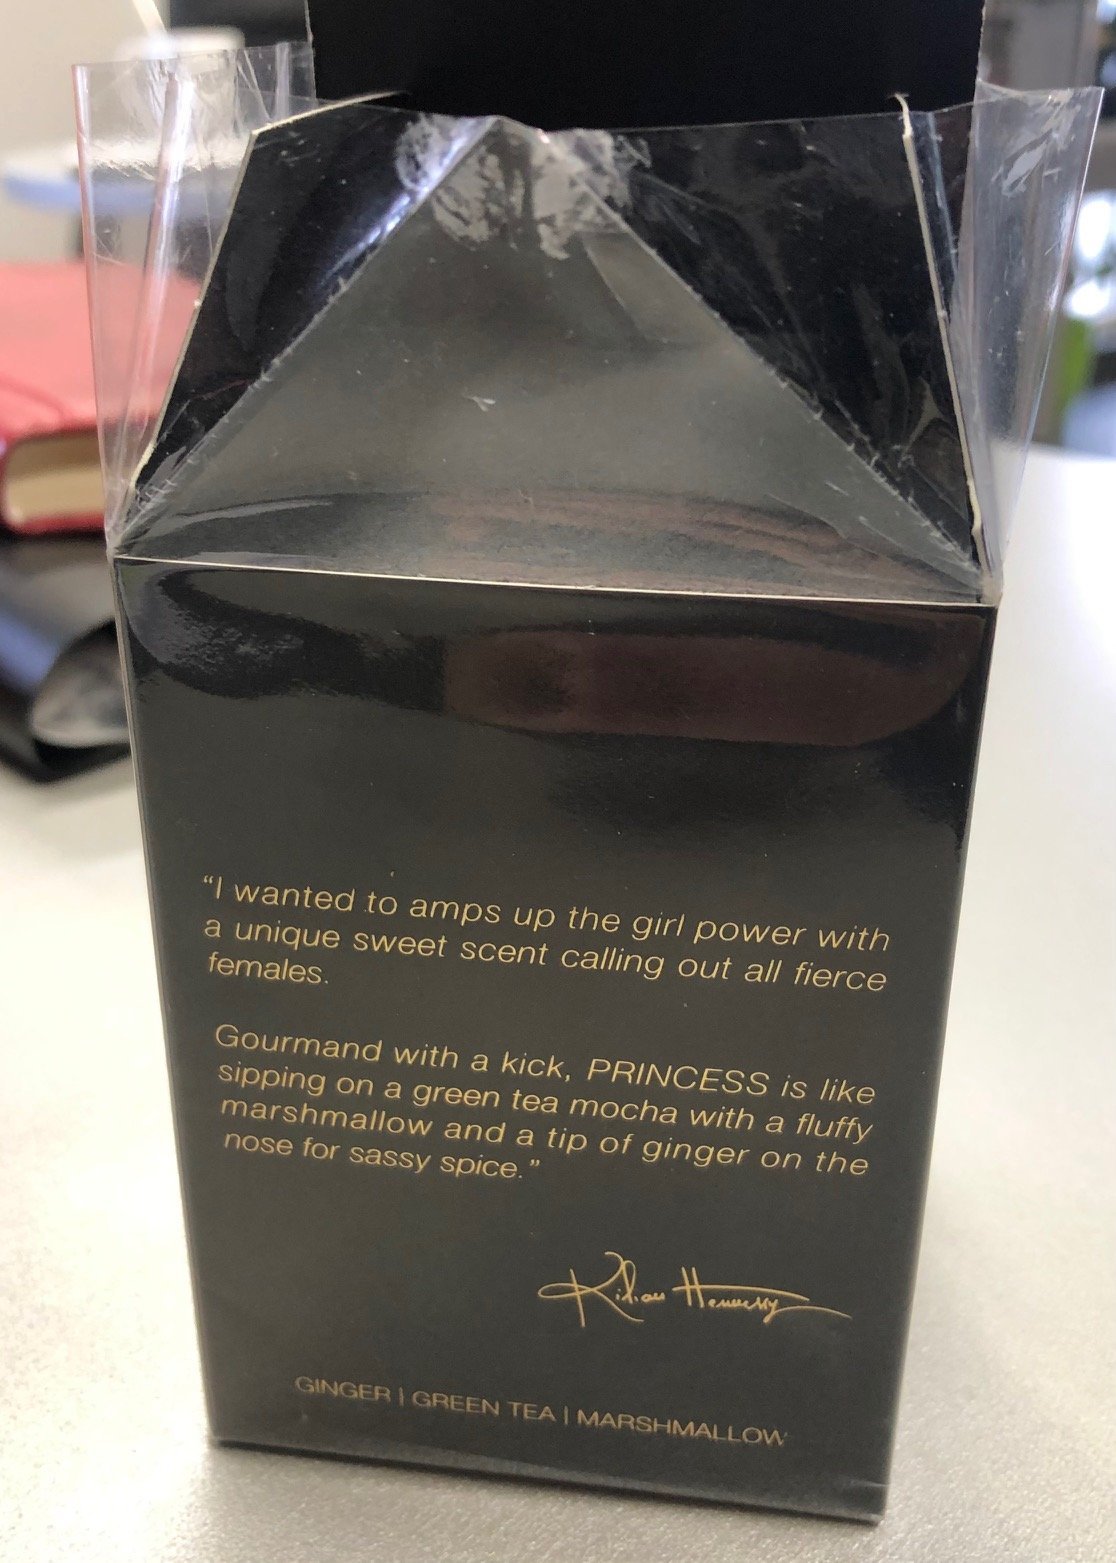 “I wanted to amps up the girl power with
a unique sweet scent calling out all fierce
females.
Gourmand with a kick, PRINCESS is like
sipping on a green tea mocha with a fluffy
marshmallow and a tip of ginger on the
nose for sassy spice.”
Kilian Hennessy
GINGER | GREEN TEA | MARSHMALLOW